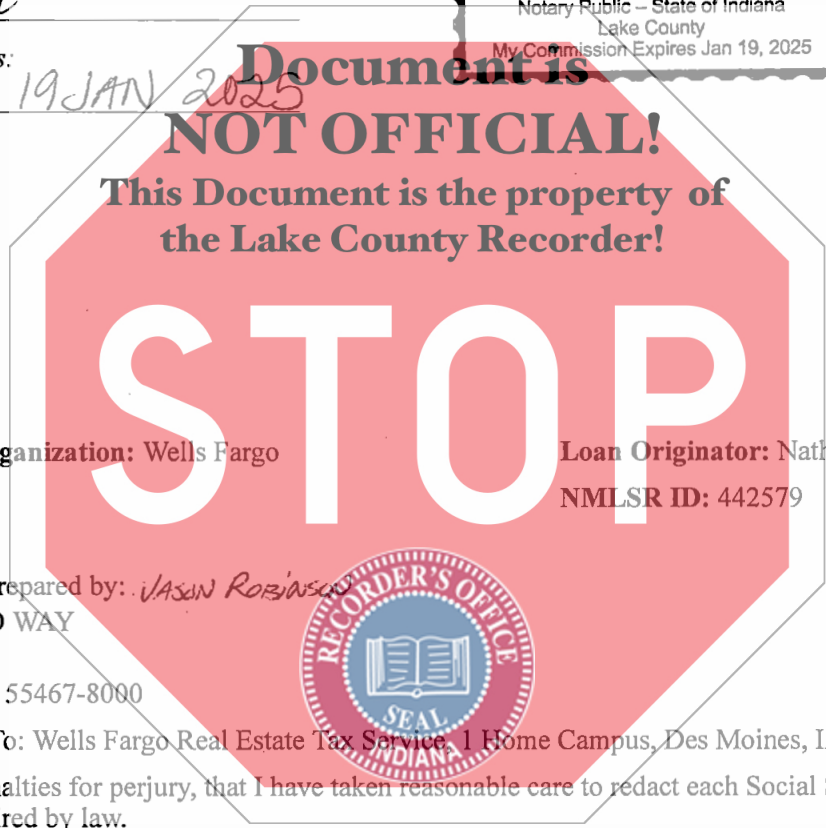 Notary Public – State of Indiana
Lake County
My Commission Expires Jan 19, 2025
19 JAN 2025
Document is
NOT OFFICIAL!
This Document is the property of
the Lake County Recorder!
STOP
ganization: Wells Fargo
Loan Originator: Nath
NMLSR ID: 442579
repared by: JASON ROBINSON
WAY
55467-8000
RECORDER'S OFFICE
SEAL
INDIANA
To: Wells Fargo Real Estate Tax Service, 1 Home Campus, Des Moines,
alties for perjury, that I have taken reasonable care to redact each Social
red by law.